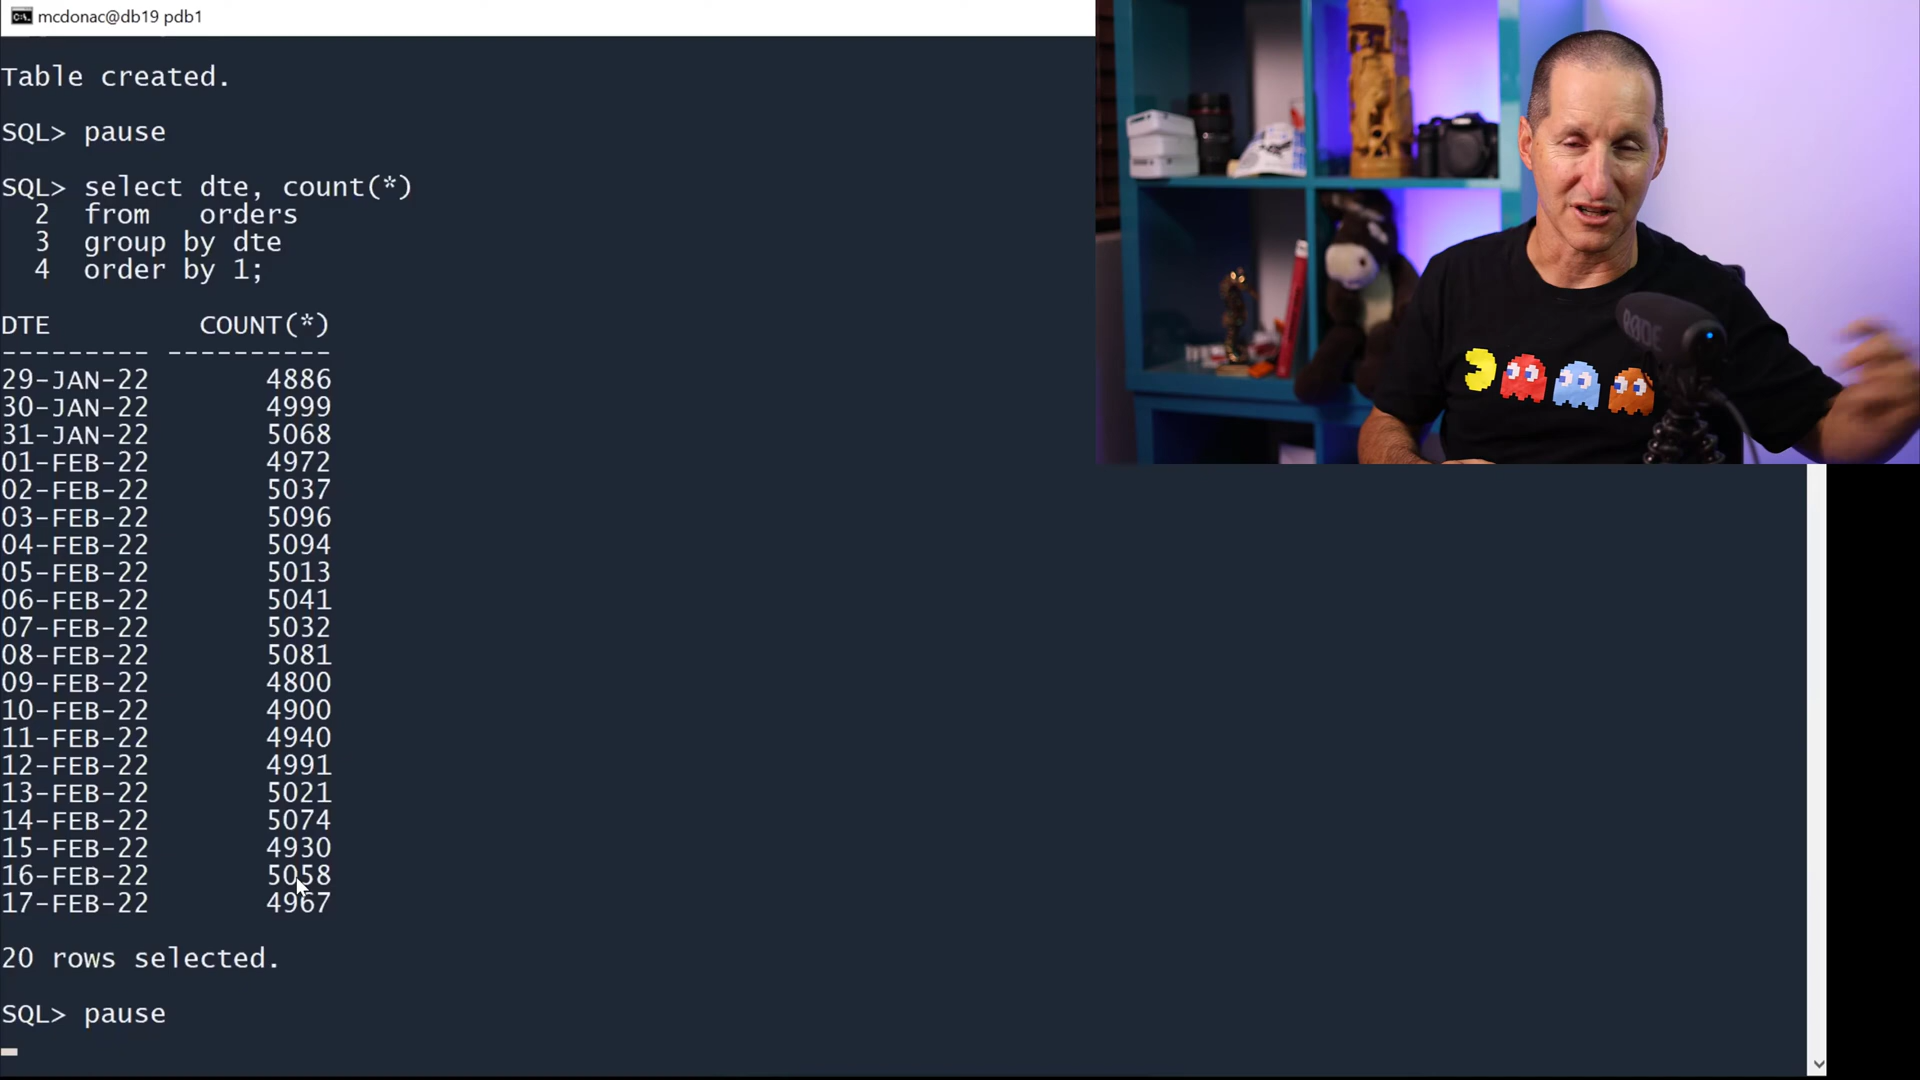 mcdonac@db19 pdb1
Table created.
SQL> pause
SQL> select dte, count(*)
2 from orders
3 group by dte
4 order by 1;
DTE COUNT(*)
--------- ----------
29-JAN-22 4886
30-JAN-22 4999
31-JAN-22 5068
01-FEB-22 4972
02-FEB-22 5037
03-FEB-22 5096
04-FEB-22 5094
05-FEB-22 5013
06-FEB-22 5041
07-FEB-22 5032
08-FEB-22 5081
09-FEB-22 4800
10-FEB-22 4900
11-FEB-22 4940
12-FEB-22 4991
13-FEB-22 5021
14-FEB-22 5074
15-FEB-22 4930
16-FEB-22 5058
17-FEB-22 4967
20 rows selected.
SQL> pause
RØDE